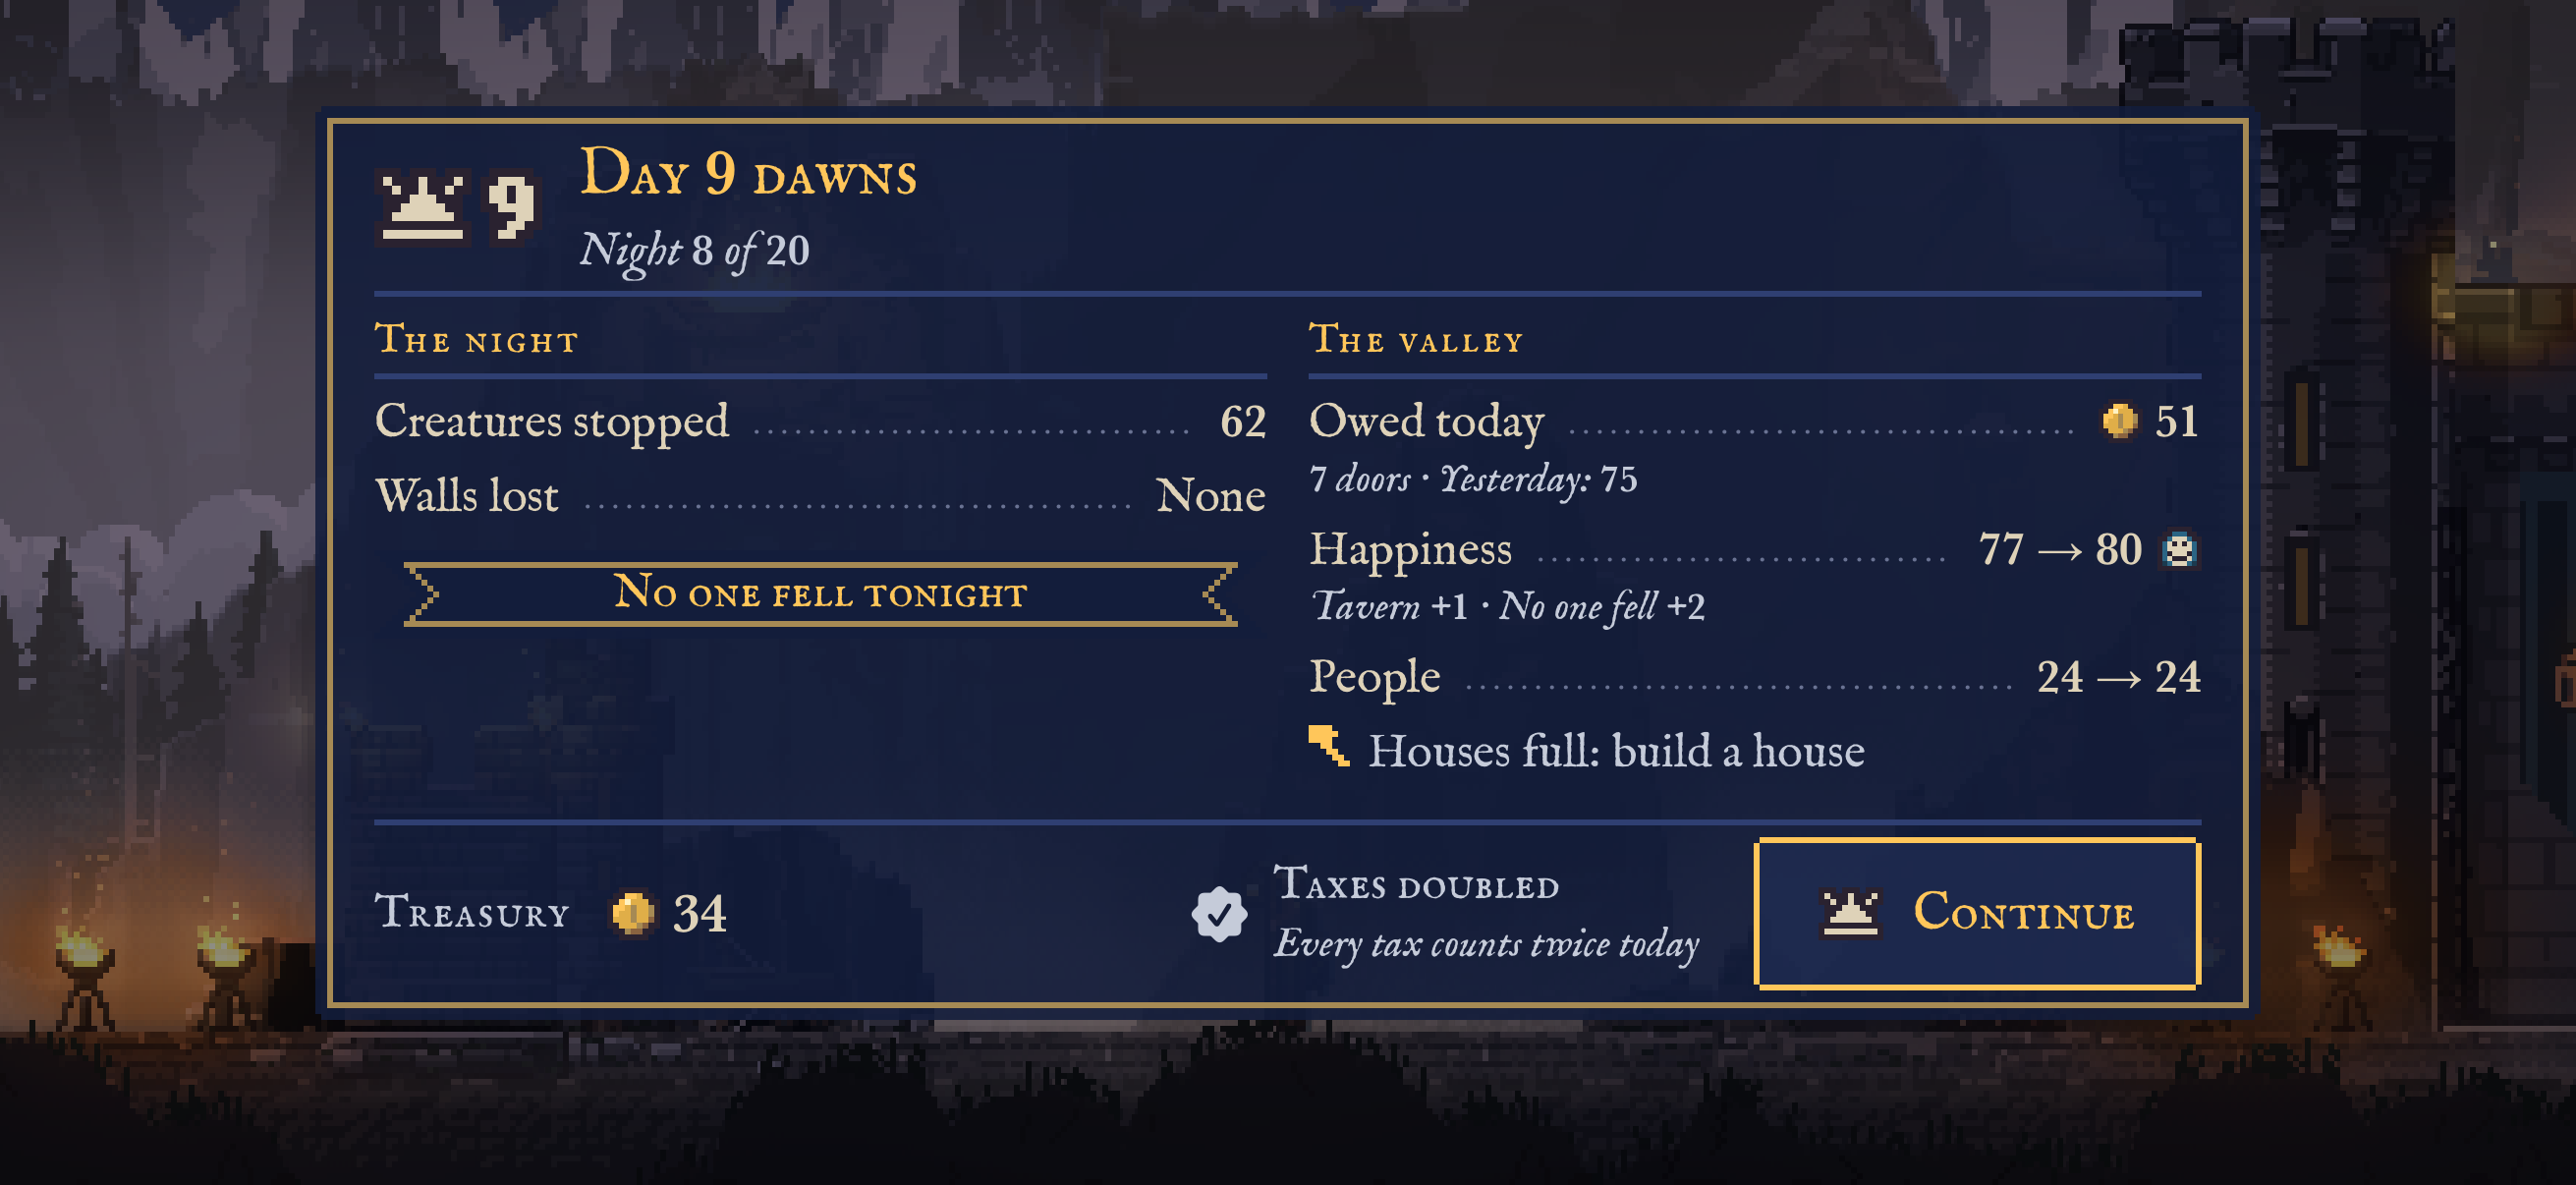 9
Day 9 dawns
Night 8 of 20
The night
Creatures stopped 62
Walls lost None
No one fell tonight
The valley
Owed today 51
7 doors · Yesterday: 75
Happiness 77 → 80
Tavern +1 · No one fell +2
People 24 → 24
Houses full: build a house
Treasury 34
Taxes doubled
Every tax counts twice today
Continue